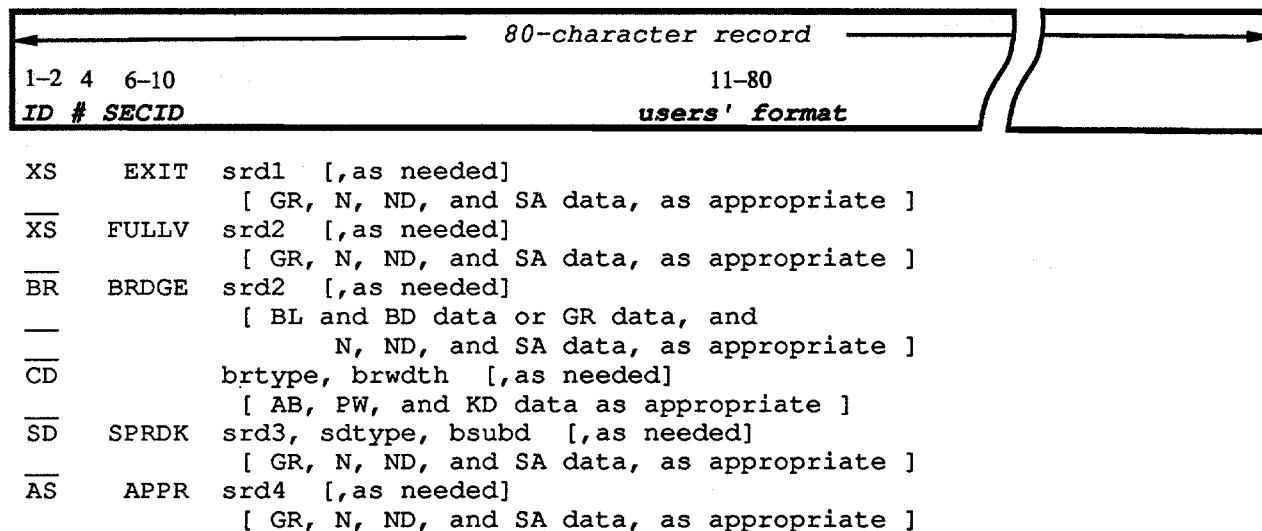 80-character record
1–2 4 6–10 11–80
ID # SECID users' format
XS EXIT srd1 [,as needed]
[ GR, N, ND, and SA data, as appropriate ]
XS FULLV srd2 [,as needed]
[ GR, N, ND, and SA data, as appropriate ]
BR BRDGE srd2 [,as needed]
[ BL and BD data or GR data, and
N, ND, and SA data, as appropriate ]
CD brtype, brwdth [,as needed]
[ AB, PW, and KD data as appropriate ]
SD SPRDK srd3, sdtype, bsubd [,as needed]
[ GR, N, ND, and SA data, as appropriate ]
AS APPR srd4 [,as needed]
[ GR, N, ND, and SA data, as appropriate ]